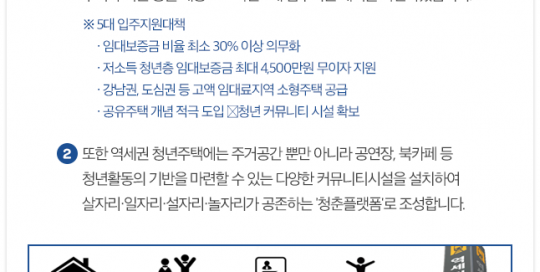 ※ 5대 입주지원대책
· 임대보증금 비율 최소 30% 이상 의무화
· 저소득 청년층 임대보증금 최대 4,500만원 무이자 지원
· 강남권, 도심권 등 고액 임대료지역 소형주택 공급
· 공유주택 개념 적극 도입 청년 커뮤니티 시설 확보
2 또한 역세권 청년주택에는 주거공간 뿐만 아니라 공연장, 북카페 등
청년활동의 기반을 마련할 수 있는 다양한 커뮤니티시설을 설치하여
살자리·일자리·설자리·놀자리가 공존하는 '청춘플랫폼'로 조성합니다.
역세